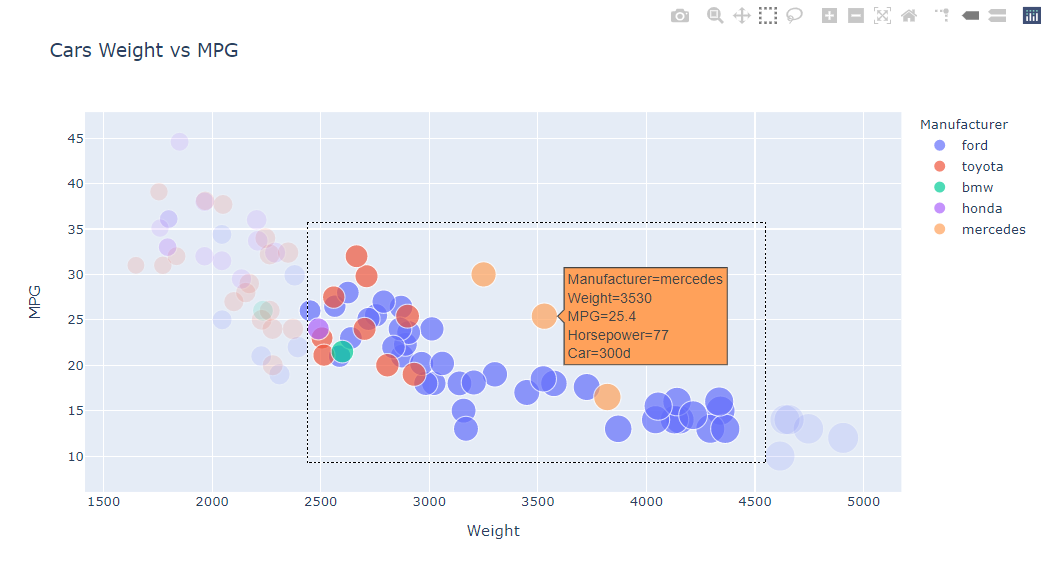 Cars Weight vs MPG
Manufacturer
ford
toyota
bmw
honda
mercedes
MPG
45
40
35
30
25
20
15
10
Manufacturer=mercedes
Weight=3530
MPG=25.4
Horsepower=77
Car=300d
1500 2000 2500 3000 3500 4000 4500 5000
Weight